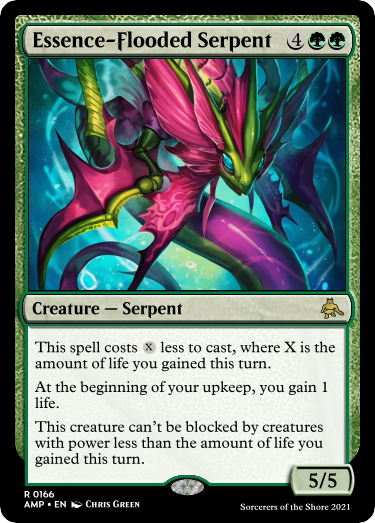 Essence-Flooded Serpent 4
Creature — Serpent
This spell costs X less to cast, where X is the
amount of life you gained this turn.
At the beginning of your upkeep, you gain 1
life.
This creature can't be blocked by creatures
with power less than the amount of life you
gained this turn.
5/5
R 0166
AMP • EN Chris Green
Sorcerers of the Shore 2021